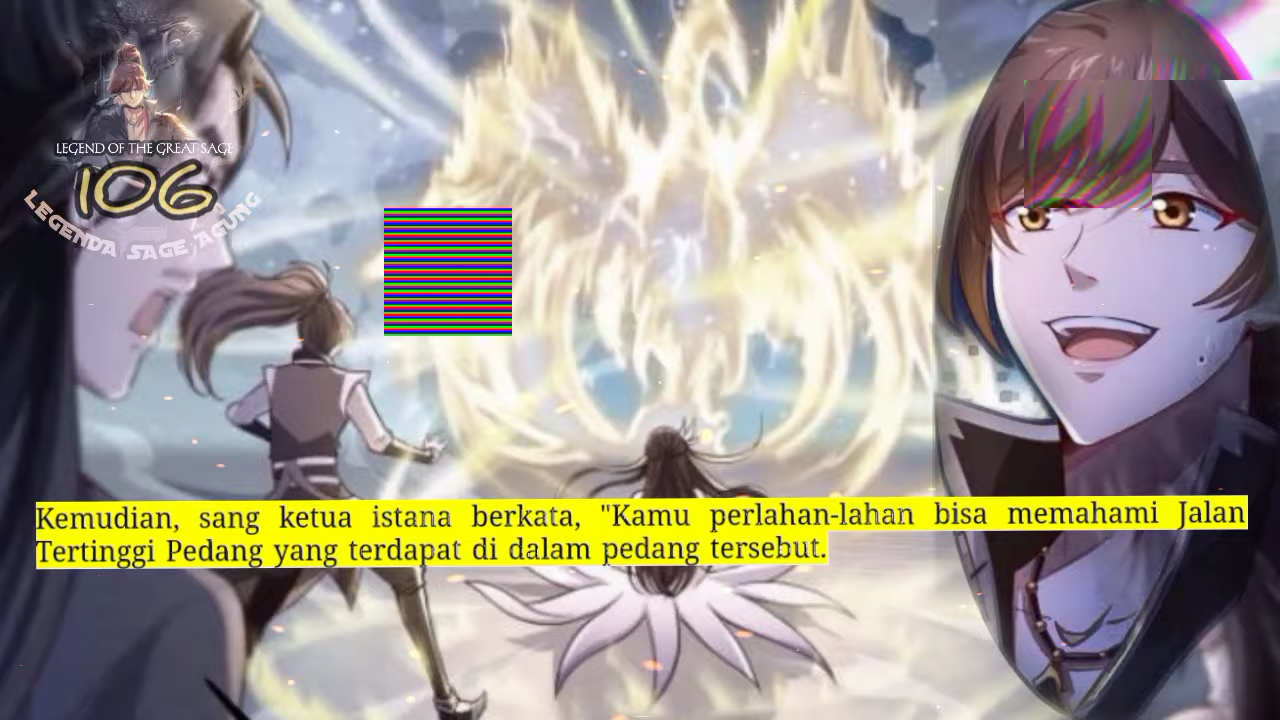 LEGEND OF THE GREAT SAGE
106
LEGENDA SAGE AGUNG
Kemudian, sang ketua istana berkata, "Kamu perlahan-lahan bisa memahami Jalan
Tertinggi Pedang yang terdapat di dalam pedang tersebut.